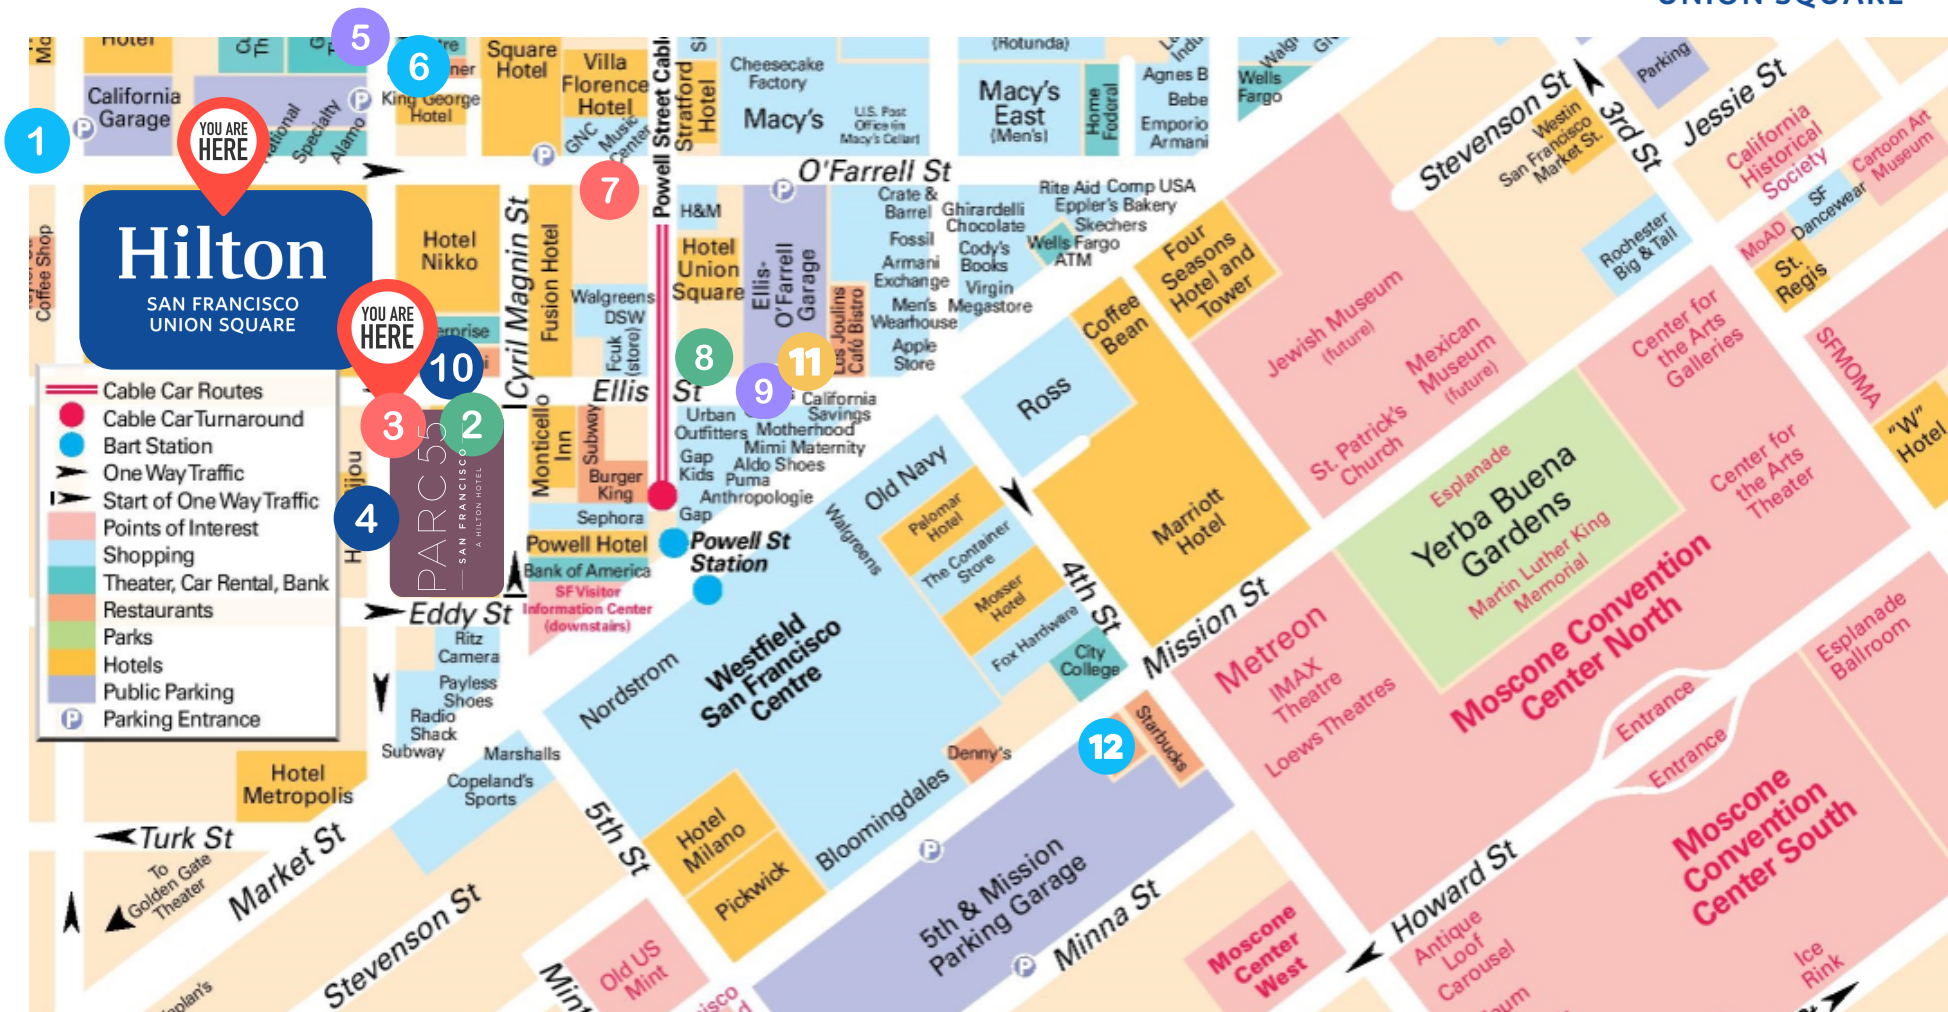 UNION SQUARE
Hotel
5
6
Square
Hotel
Villa
Florence
Hotel
Powell Street Cable
Stratford
Hotel
Cheesecake
Factory
Macy's
U.S. Post
Office (in
Macy's Cellar)
(Rotunda)
Macy's
East
(Men's)
Home
Federal
Agnes B
Bebe
Emporio
Armani
Wells
Fargo
Parking
Jessie St
Stevenson St
3rd St
Westin
San Francisco
Market St.
California
Historical
Society
Cartoon Art
Museum
1
California
Garage
P
YOU ARE
HERE
National
Specialty
Alamo
P
King George
Hotel
P
GNC
Music
Center
7
O'Farrell St
Coffee Shop
Hilton
SAN FRANCISCO
UNION SQUARE
Hotel
Nikko
Cyril Magnin St
Fusion Hotel
Walgreens
DSW
Fcuk
(store)
H&M
Hotel
Union
Square
P
Ellis-
O'Farrell
Garage
Café Bistro
Crate &
Barrel
Fossil
Armani
Exchange
Men's
Wearhouse
Apple
Store
Ghirardelli
Chocolate
Cody's
Books
Virgin
Megastore
Rite Aid
Comp USA
Eppler's Bakery
Skechers
Wells Fargo
ATM
Four
Seasons
Hotel and
Tower
Coffee
Bean
Ross
Jewish Museum
(future)
Mexican
Museum
(future)
St. Patrick's
Church
Rochester
Big & Tall
MoAD
SF
Dancewear
St.
Regis
Center for
the Arts
Galleries
SFMOMA
"W"
Hotel
YOU ARE
HERE
10
8
11
9
Ellis St
3
2
4
PARC 55
SAN FRANCISCO
A HILTON HOTEL
Monticello
Inn
Subway
Burger
King
Sephora
Powell Hotel
Bank of America
SF Visitor
Information Center
(downstairs)
Urban
Outfitters
Gap
Kids
California
Savings
Motherhood
Mimi Maternity
Aldo Shoes
Puma
Anthropologie
Gap
Powell St
Station
Walgreens
Old Navy
Palomar
Hotel
The Container
Store
Mosser
Hotel
Fox Hardware
City
College
4th St
Marriott
Hotel
Mission St
Esplanade
Yerba Buena
Gardens
Martin Luther King
Memorial
Center for
the Arts
Theater
Moscone Convention
Center North
Esplanade
Ballroom
Metreon
IMAX
Theatre
Loews Theatres
Entrance
Entrance
Cable Car Routes
Cable Car Turnaround
Bart Station
One Way Traffic
Start of One Way Traffic
Points of Interest
Shopping
Theater, Car Rental, Bank
Restaurants
Parks
Hotels
Public Parking
P
Parking Entrance
Eddy St
Ritz
Camera
Payless
Shoes
Radio
Shack
Subway
Marshalls
Copeland's
Sports
Nordstrom
Westfield
San Francisco
Centre
Bloomingdales
Denny's
12
Starbucks
Hotel
Metropolis
Turk St
To
Golden Gate
Theater
Market St
Stevenson St
5th St
Hotel
Milano
Pickwick
Old US
Mint
Mint
P
5th & Mission
Parking Garage
P
Minna St
Moscone
Center
West
Howard St
Antique
Loof
Carousel
Moscone
Convention
Center South
Ice
Rink